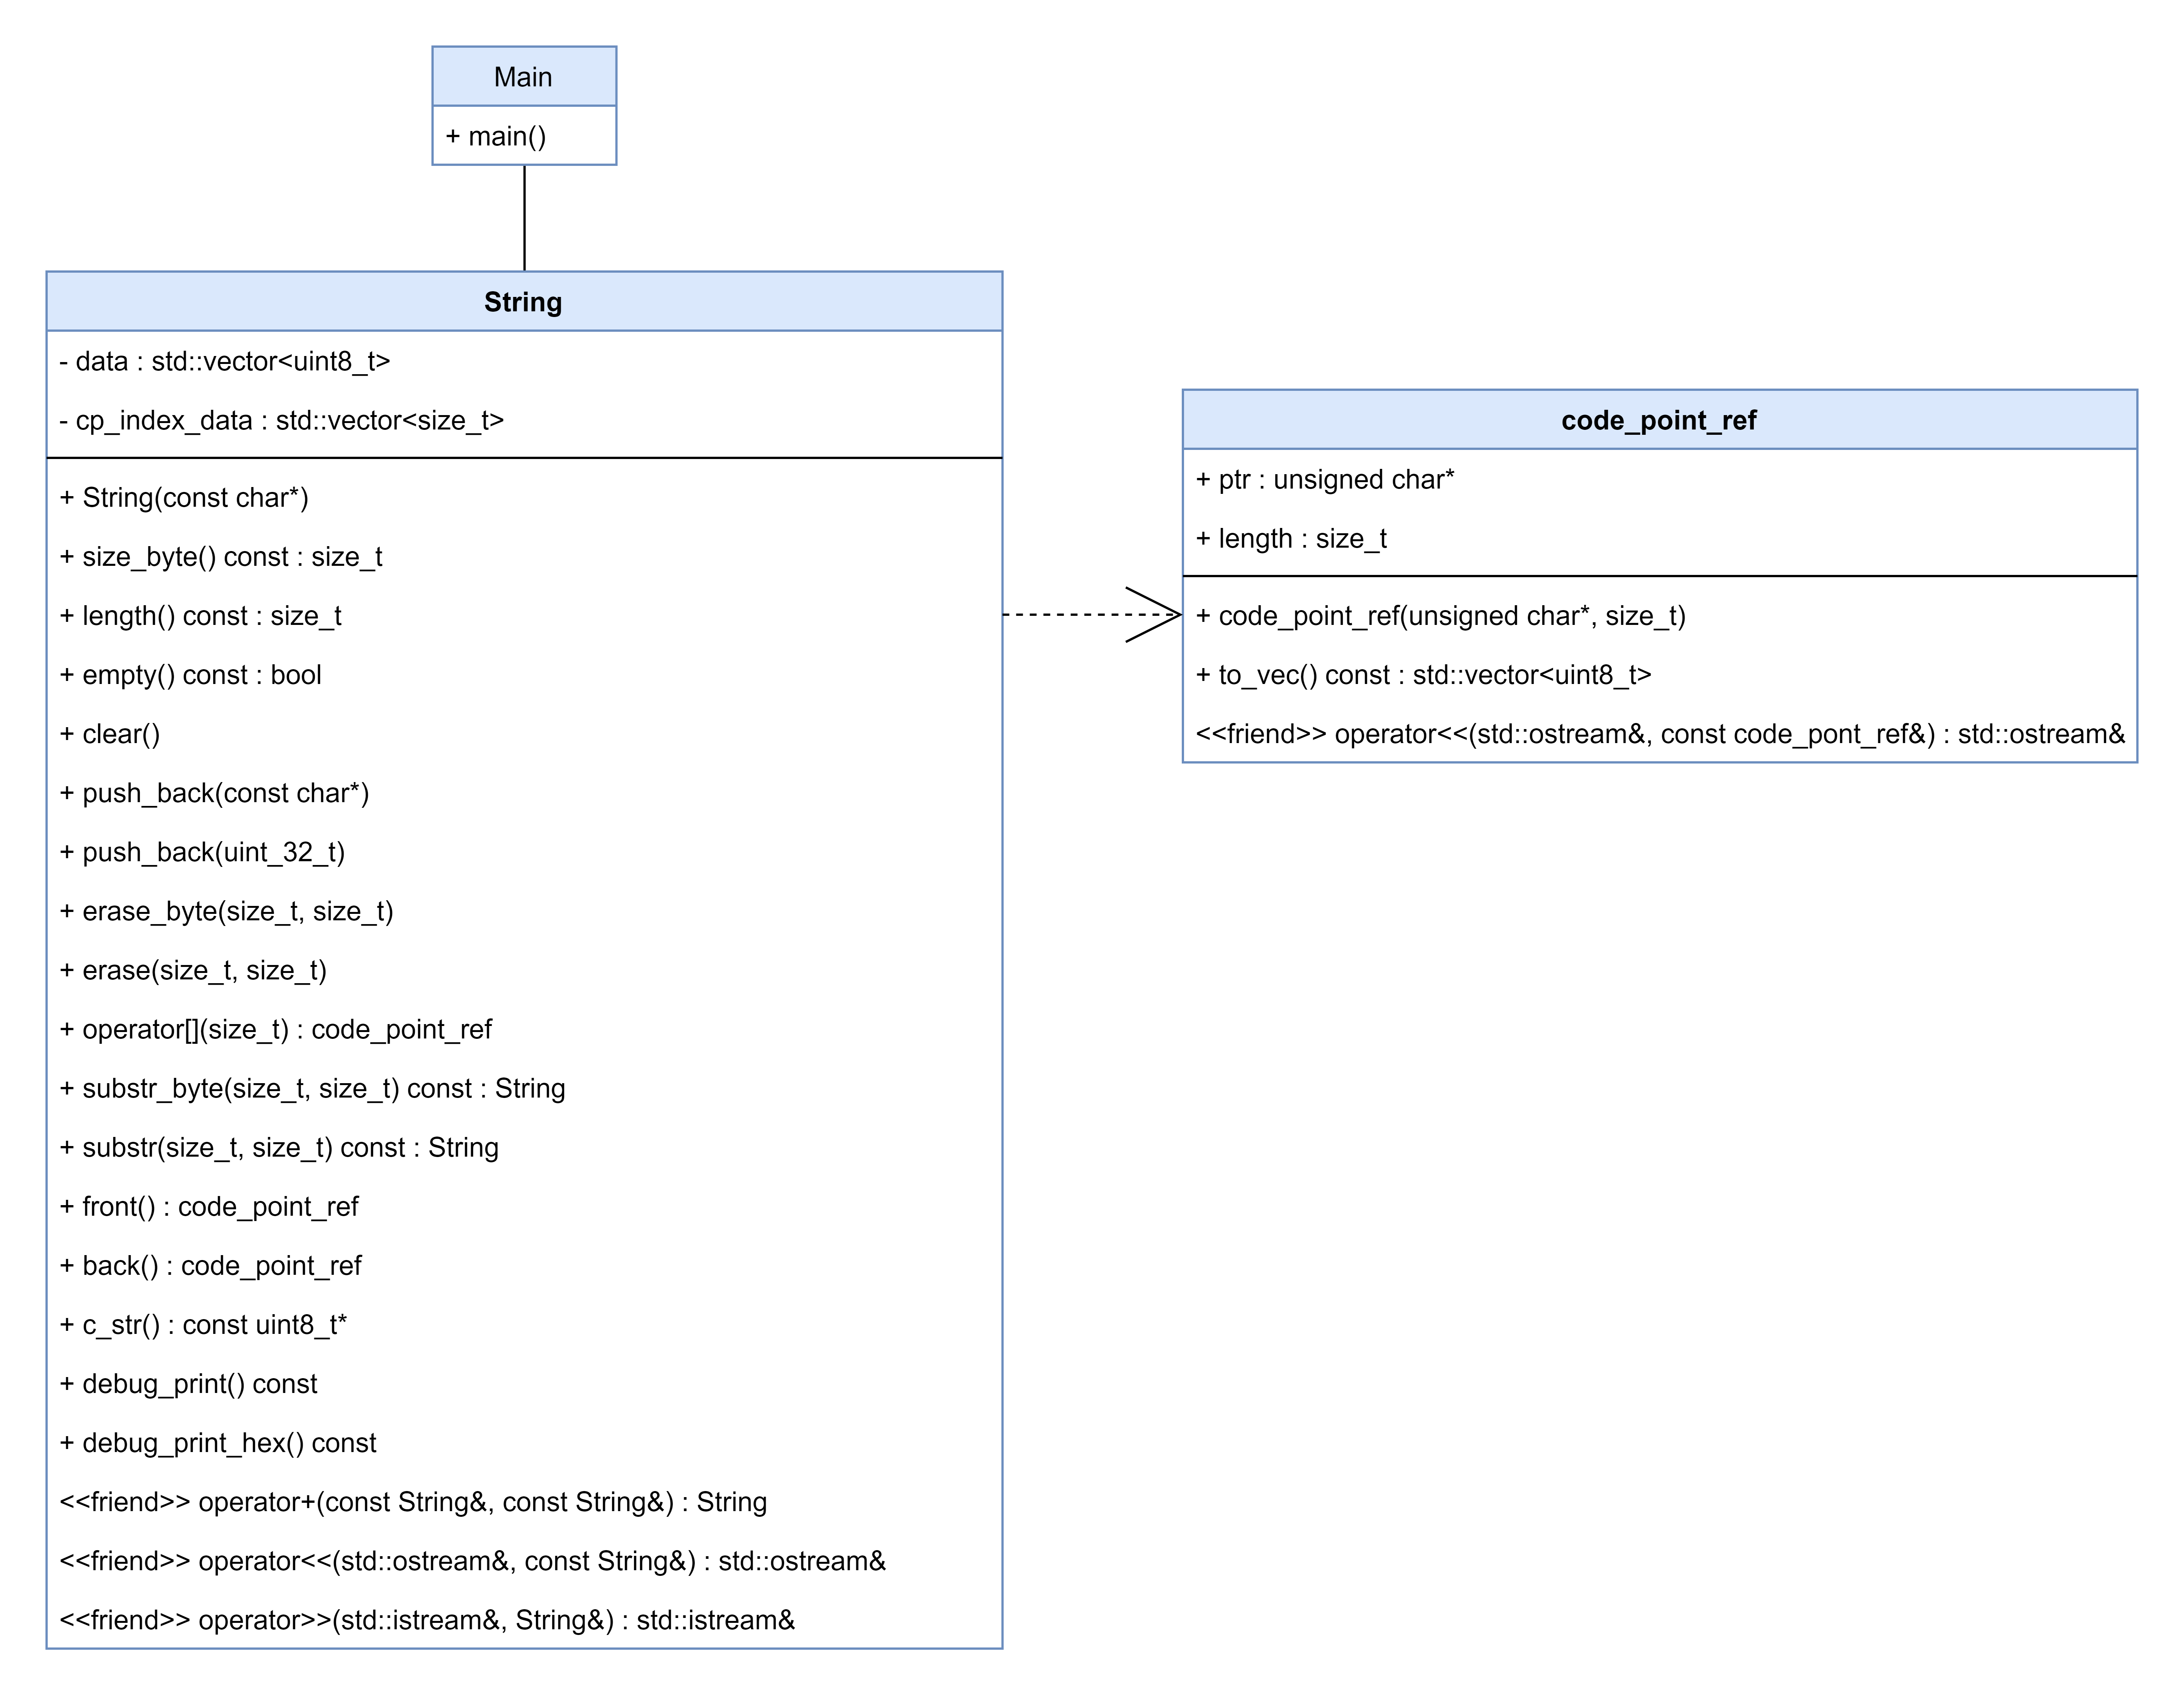 Main
+ main()
String
- data : std::vector<uint8_t>
- cp_index_data : std::vector<size_t>
+ String(const char*)
+ size_byte() const : size_t
+ length() const : size_t
+ empty() const : bool
+ clear()
+ push_back(const char*)
+ push_back(uint_32_t)
+ erase_byte(size_t, size_t)
+ erase(size_t, size_t)
+ operator[](size_t) : code_point_ref
+ substr_byte(size_t, size_t) const : String
+ substr(size_t, size_t) const : String
+ front() : code_point_ref
+ back() : code_point_ref
+ c_str() : const uint8_t*
+ debug_print() const
+ debug_print_hex() const
<<friend>> operator+(const String&, const String&) : String
<<friend>> operator<<(std::ostream&, const String&) : std::ostream&
<<friend>> operator>>(std::istream&, String&) : std::istream&
code_point_ref
+ ptr : unsigned char*
+ length : size_t
+ code_point_ref(unsigned char*, size_t)
+ to_vec() const : std::vector<uint8_t>
<<friend>> operator<<(std::ostream&, const code_pont_ref&) : std::ostream&